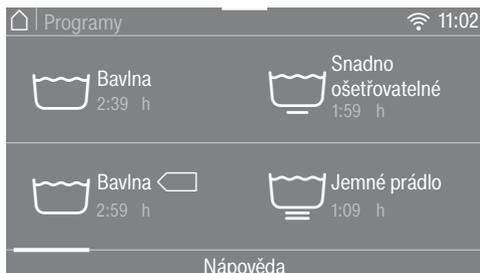 Programy 11:02
Bavlna
2:39 h
Snadno
ošetřovatelné
1:59 h
Bavlna
2:59 h
Jemné prádlo
1:09 h
Nápověda